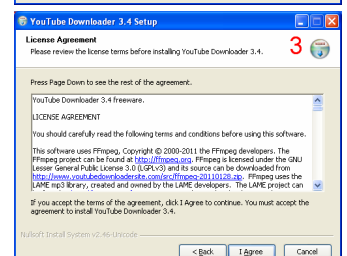 YouTube Downloader 3.4 Setup
License Agreement
Please review the license terms before installing YouTube Downloader 3.4.
3
Press Page Down to see the rest of the agreement.
YouTube Downloader 3.4 freeware.
LICENSE AGREEMENT
You should carefully read the following terms and conditions before using this software.
This software uses FFmpeg, Copyright © 2000-2011 the FFmpeg developers. The
FFmpeg project can be found at http://ffmpeg.org. FFmpeg is licensed under the GNU
Lesser General Public License 3.0 (LGPLv3) and its source can be downloaded from
http://www.youtubedownloadersite.com/src/ffmpeg-20110128.zip. FFmpeg uses the
LAME mp3 library, created and owned by the LAME developers. The LAME project can
If you accept the terms of the agreement, click I Agree to continue. You must accept the
agreement to install YouTube Downloader 3.4.
Nullsoft Install System v2.46-Unicode
< Back
I Agree
Cancel